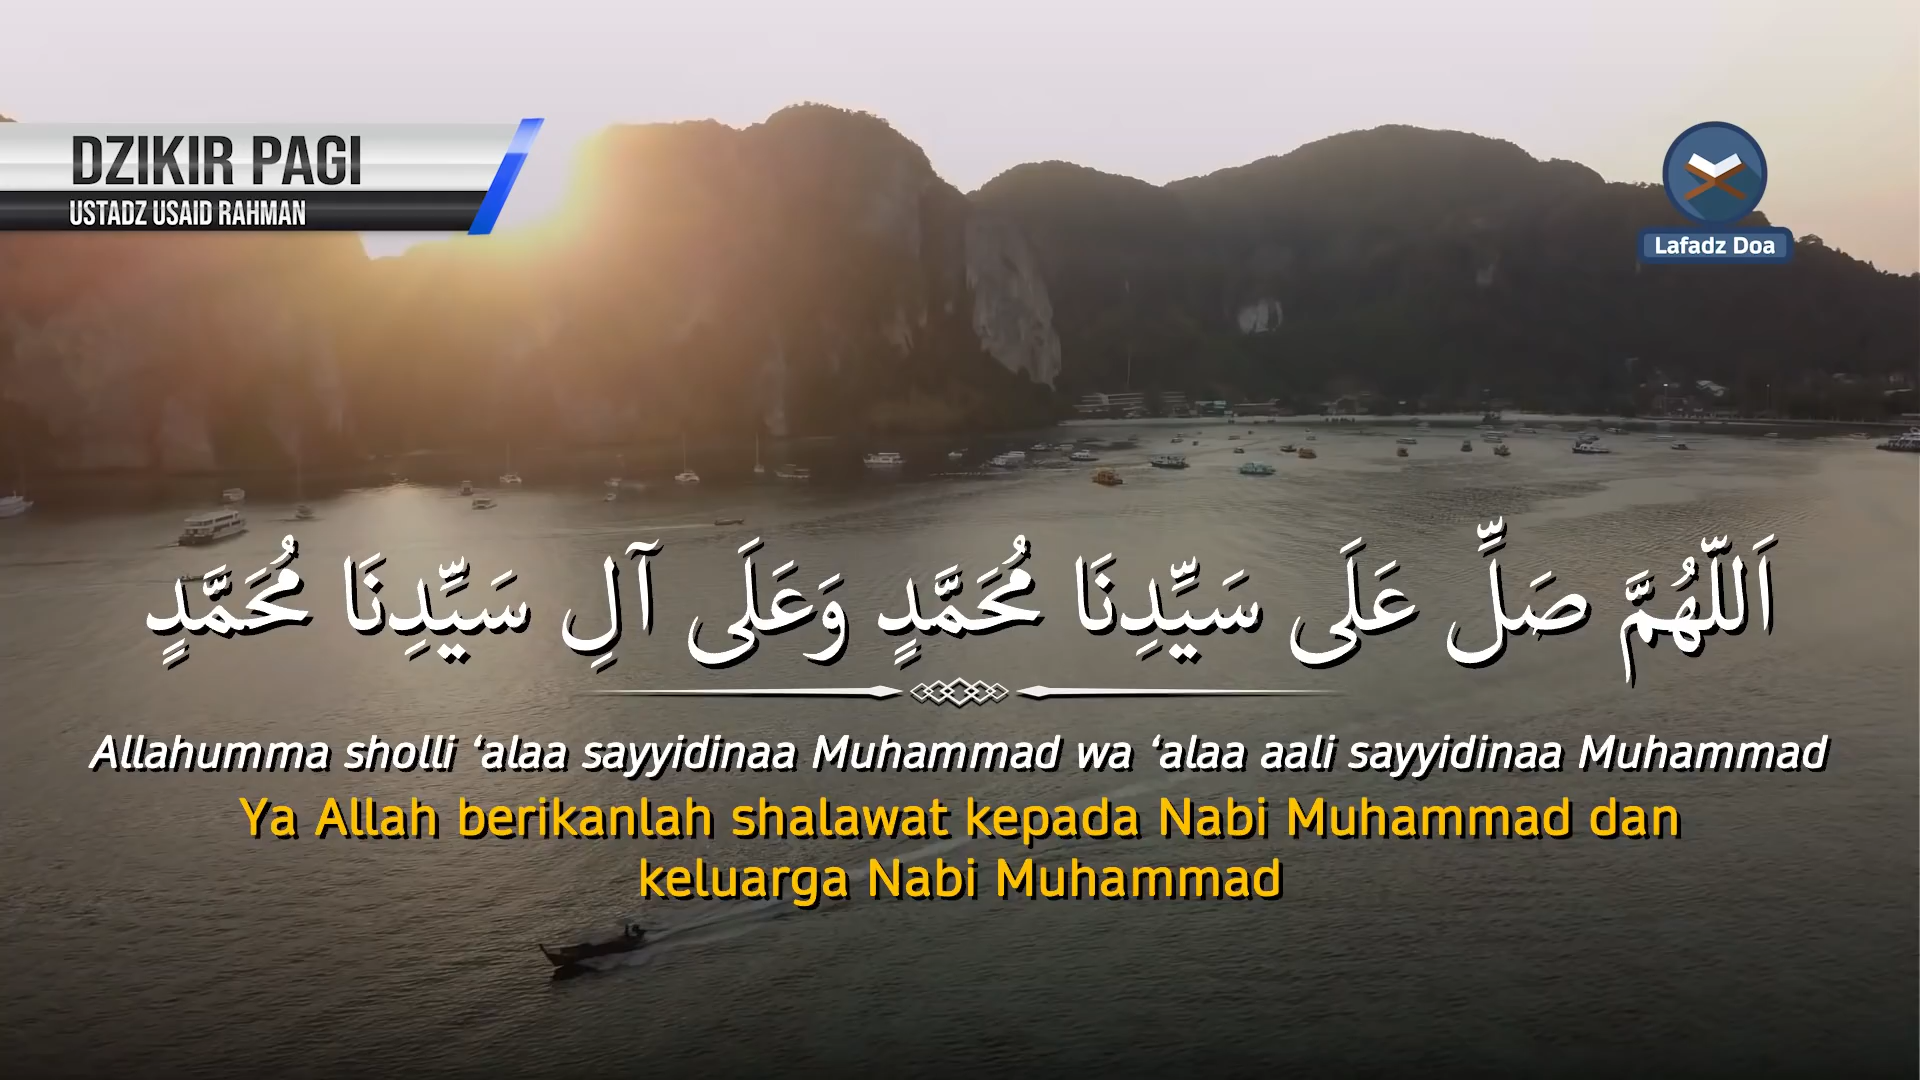 DZIKIR PAGI
USTADZ USAID RAHMAN
Lafadz Doa
اَللّٰهُمَّ صَلِّ عَلَى سَيِّدِنَا مُحَمَّدٍ وَعَلَى آلِ سَيِّدِنَا مُحَمَّدٍ
Allahumma sholli ‘alaa sayyidinaa Muhammad wa ‘alaa aali sayyidinaa Muhammad
Ya Allah berikanlah shalawat kepada Nabi Muhammad dan
keluarga Nabi Muhammad